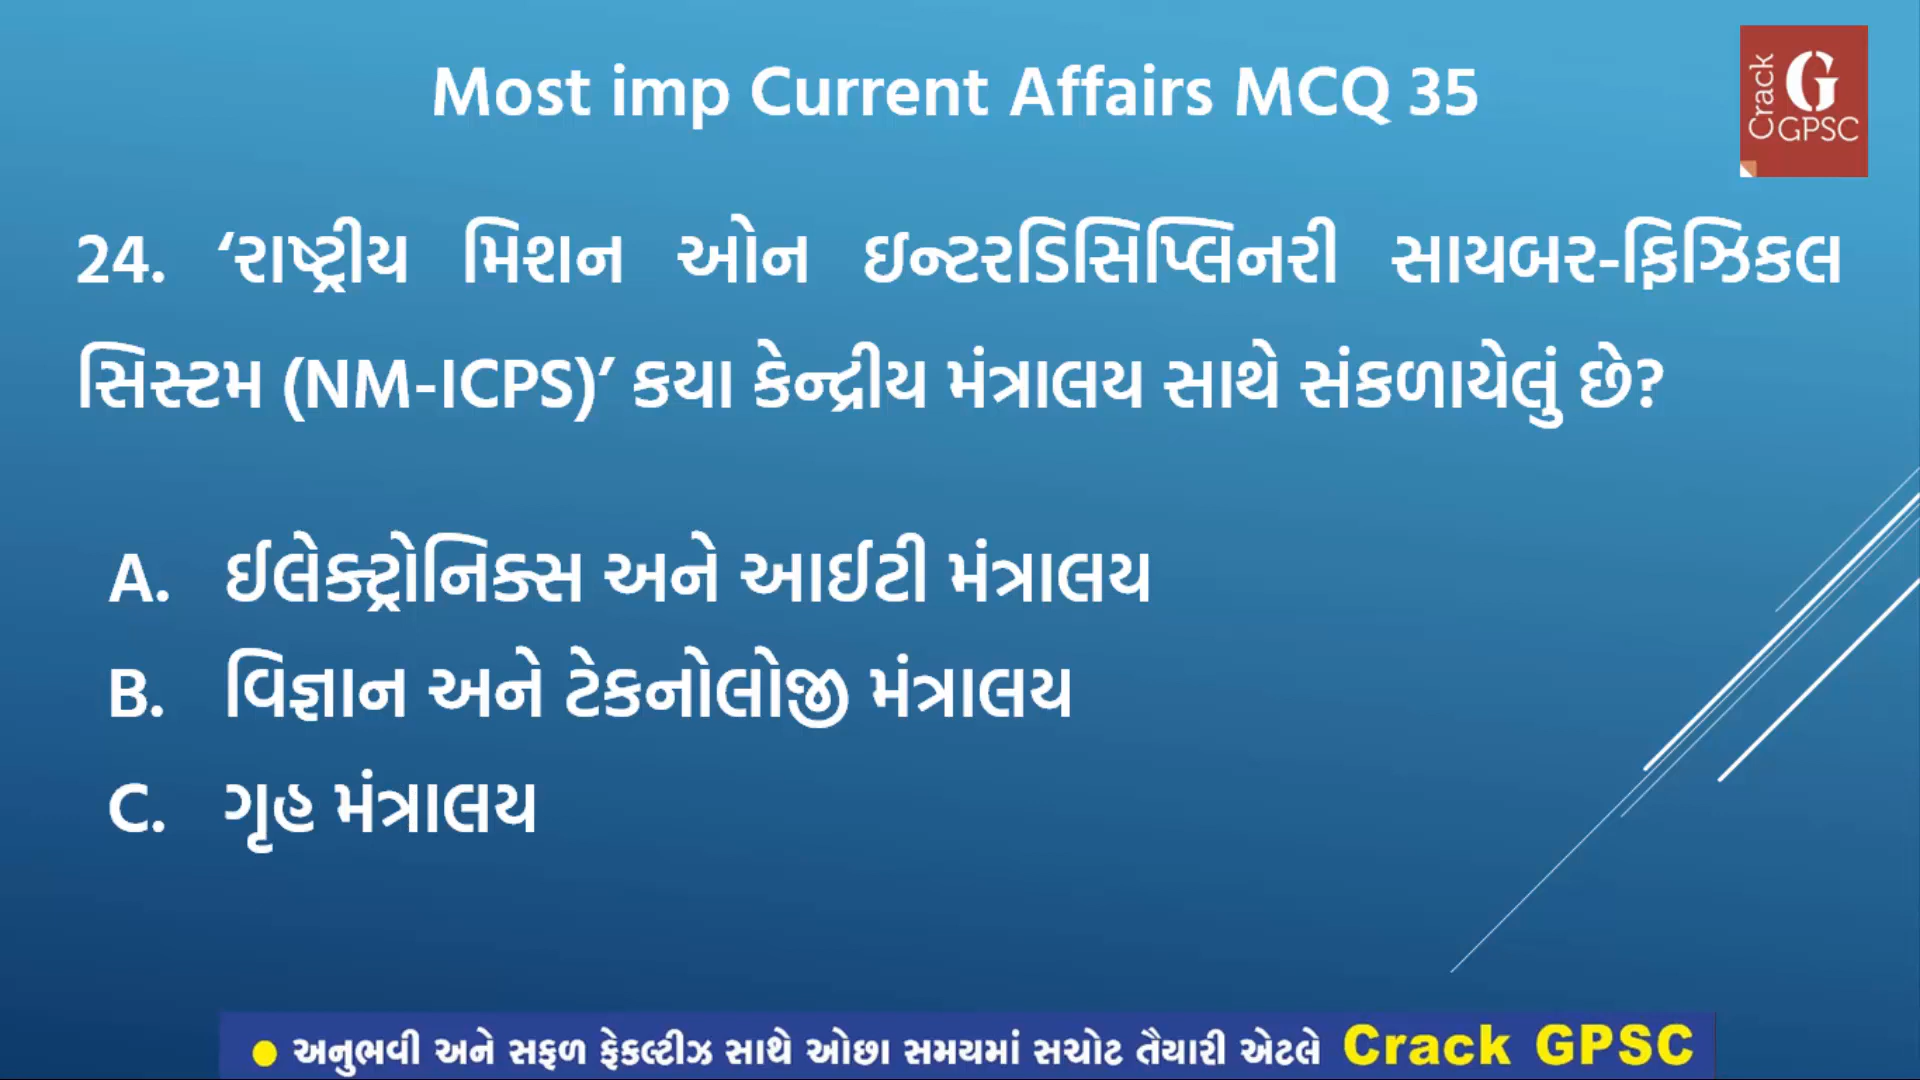 Most imp Current Affairs MCQ 35
Crack
G
GPSC
24. ‘રાષ્ટ્રીય મિશન ઓન ઇન્ટરડિસિપ્લિનરી સાયબર-ફિઝિકલ
સિસ્ટમ (NM-ICPS)’ કયા કેન્દ્રીય મંત્રાલય સાથે સંકળાયેલું છે?
A. ઈલેક્ટ્રોનિક્સ અને આઈટી મંત્રાલય
B. વિજ્ઞાન અને ટેકનોલોજી મંત્રાલય
C. ગૃહ મંત્રાલય
• અનુભવી અને સફળ ફેકલ્ટીઝ સાથે ઓછા સમયમાં સચોટ તૈયારી એટલે Crack GPSC